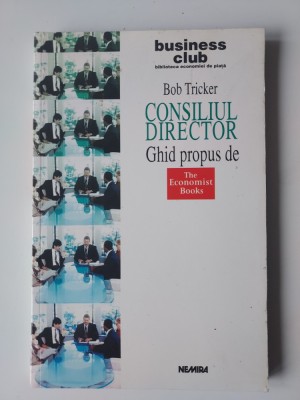 business
club
biblioteca economiei de piață
Bob Tricker
CONSILIUL
DIRECTOR
Ghid propus de
The
Economist
Books
NEMIRA